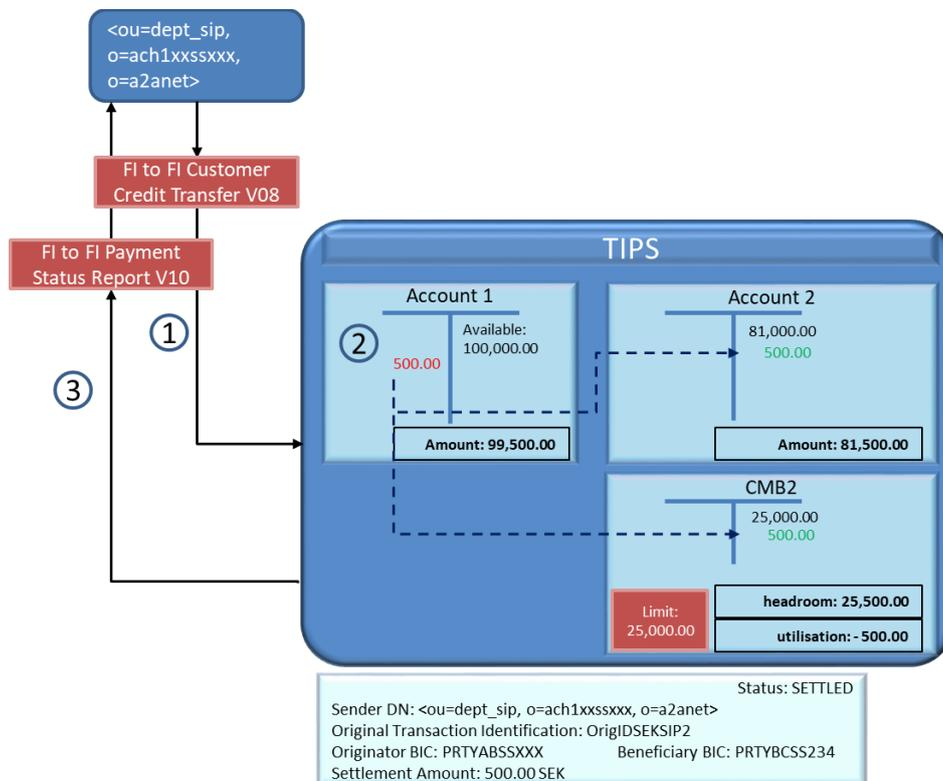 <ou=dept_sip,
o=ach1xxssxxx,
o=a2anet>
FI to FI Customer
Credit Transfer V08
FI to FI Payment
Status Report V10
1
3
TIPS
Account 1
2
Available:
100,000.00
500.00
Amount: 99,500.00
Account 2
81,000.00
500.00
Amount: 81,500.00
CMB2
25,000.00
500.00
Limit:
25,000.00
headroom: 25,500.00
utilisation: - 500.00
Status: SETTLED
Sender DN: <ou=dept_sip, o=ach1xxssxxx, o=a2anet>
Original Transaction Identification: OrigIDSEKSIP2
Originator BIC: PRTYABSSXXX Beneficiary BIC: PRTYBCSS234
Settlement Amount: 500.00 SEK